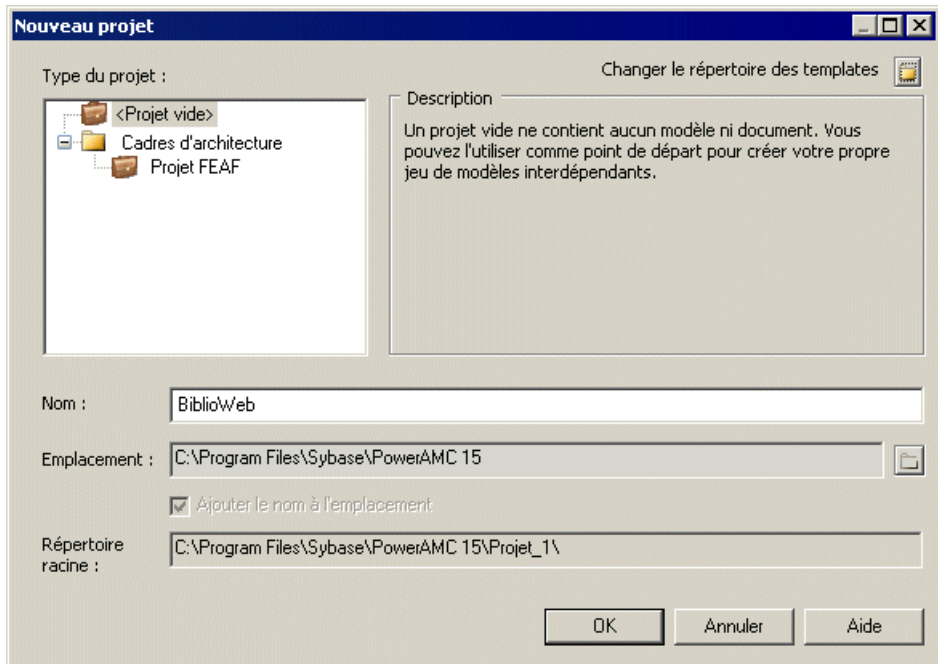 Nouveau projet
Type du projet :
Changer le répertoire des templates
<Projet vide>
Cadres d'architecture
Projet FEAF
Description
Un projet vide ne contient aucun modèle ni document. Vous
pouvez l'utiliser comme point de départ pour créer votre propre
jeu de modèles interdépendants.
Nom :
BiblioWeb
Emplacement :
C:\Program Files\Sybase\PowerAMC 15
Ajouter le nom à l'emplacement
Répertoire
racine :
C:\Program Files\Sybase\PowerAMC 15\Projet_1\
OK
Annuler
Aide